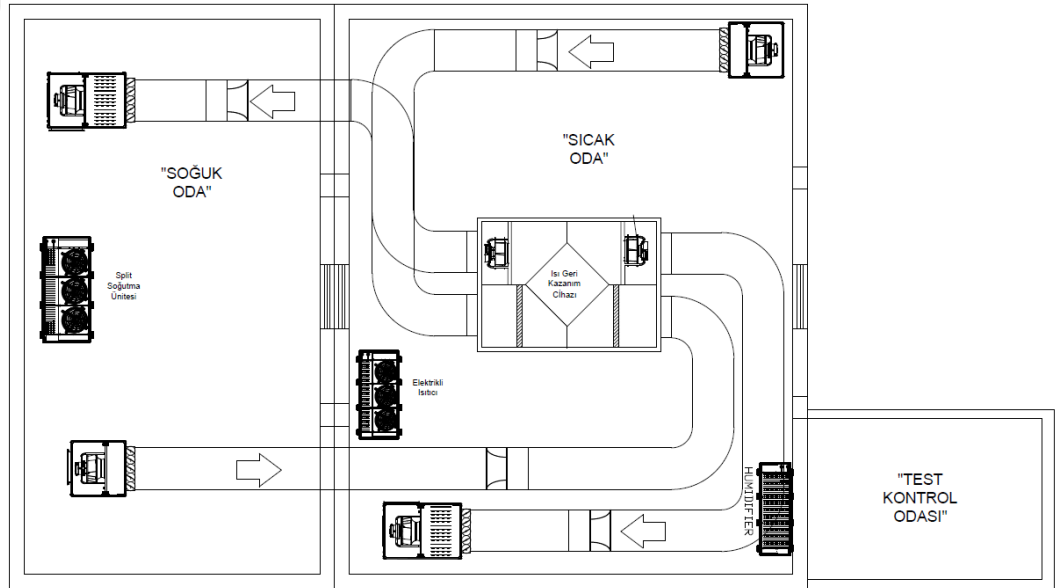 "SOĞUK
ODA"
"SICAK
ODA"
Split
Soğutma
Ünitesi
Isı Geri
Kazanım
Cihazı
Elektrikli
Isıtıcı
HUMIDIFIER
"TEST
KONTROL
ODASI"